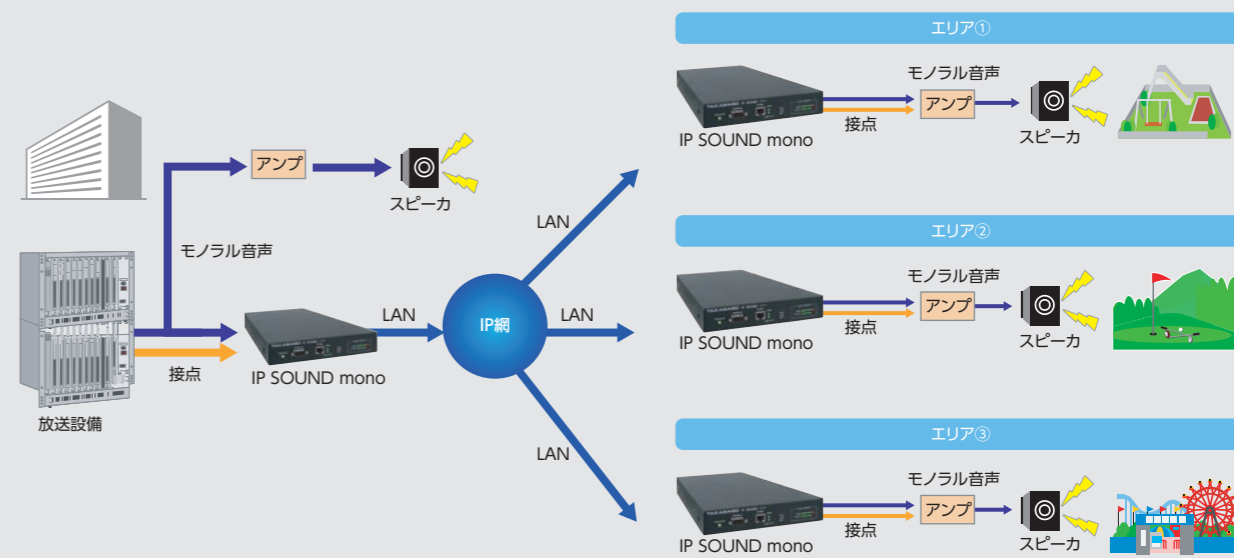 アンプ
スピーカ
モノラル音声
接点
放送設備
IP SOUND mono
LAN
IP網
LAN
LAN
LAN
エリア①
モノラル音声
アンプ
接点
スピーカ
IP SOUND mono
エリア②
モノラル音声
アンプ
接点
スピーカ
IP SOUND mono
エリア③
モノラル音声
アンプ
接点
スピーカ
IP SOUND mono